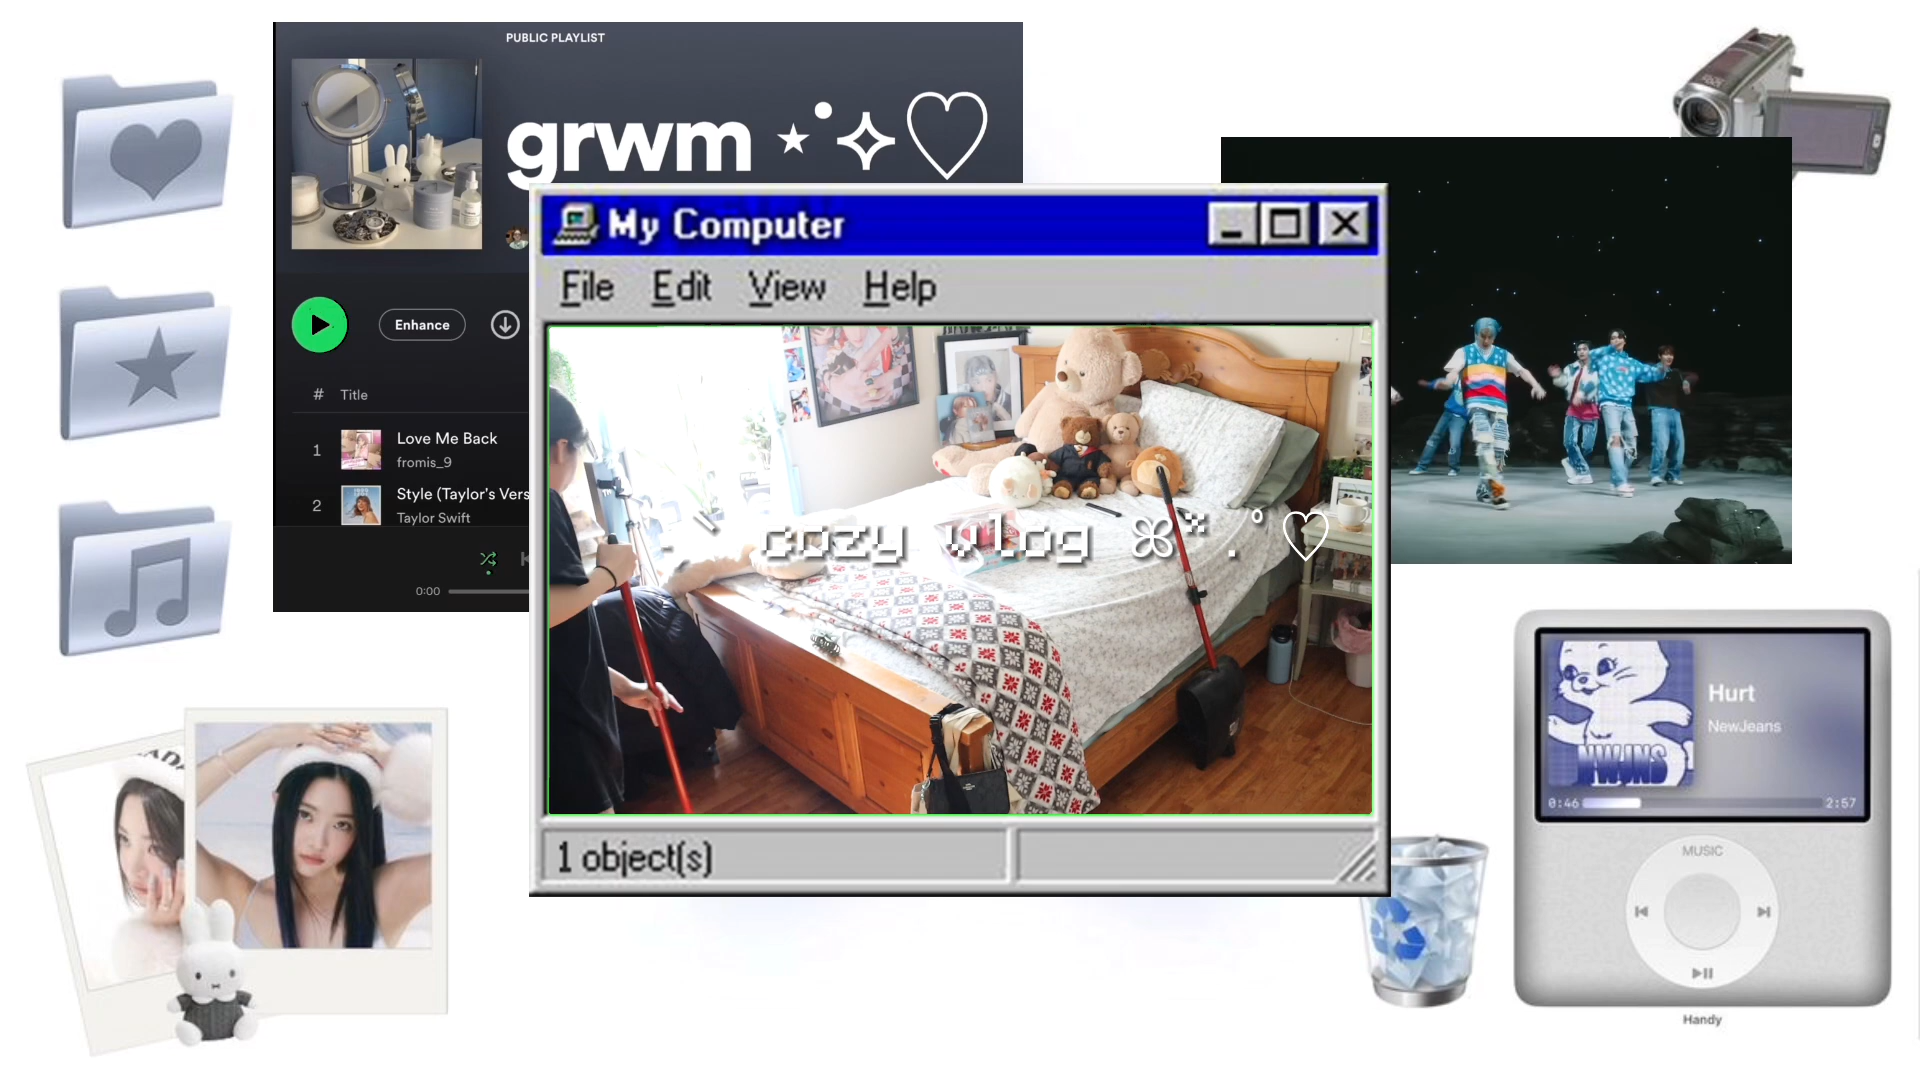 PUBLIC PLAYLIST
grwm ⋆˚✧♡
Enhance
# Title
1
Love Me Back
fromis_9
2
Style (Taylor's Vers
Taylor Swift
0:00
My Computer
File Edit View Help
cozy vlog ꕤ*.ﾟ♡
1 object(s)
Hurt
NewJeans
NWJNS
0:46
2:57
MUSIC
Handy